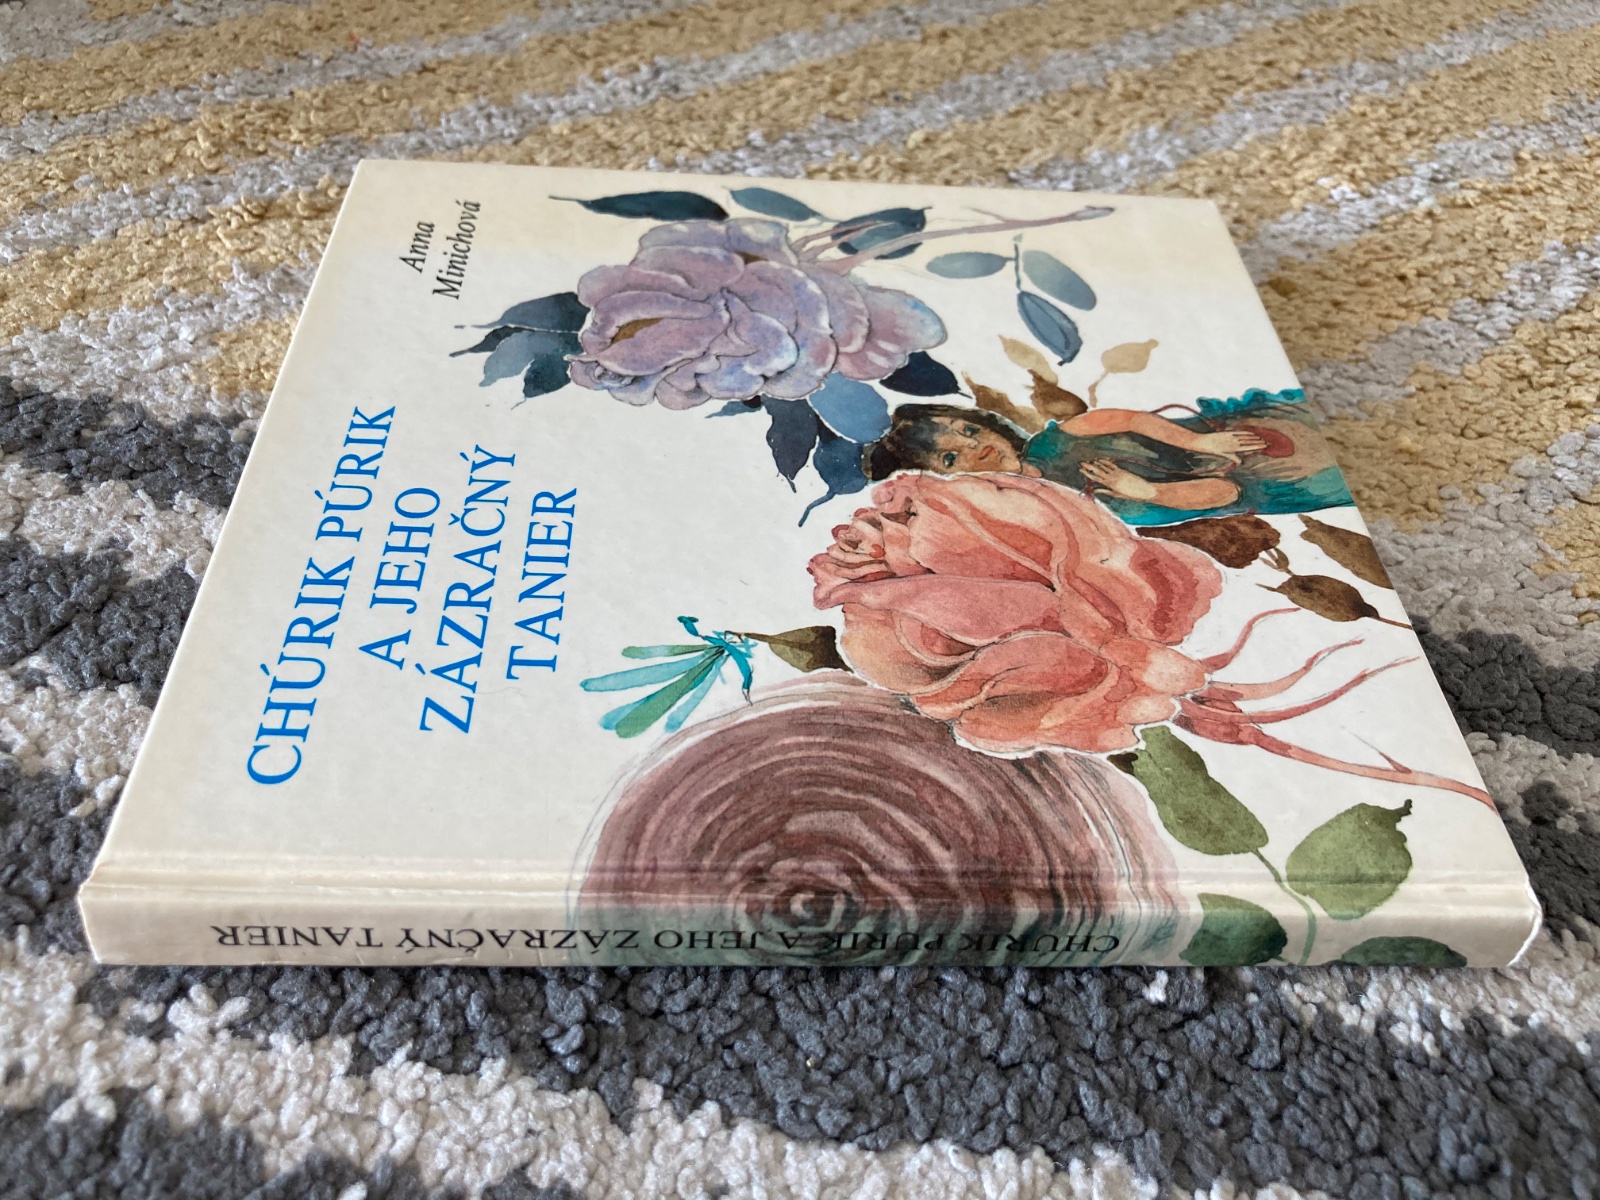 Anna
Minichová
CHÚRIK PÚRIK
A JEHO
ZÁZRAČNÝ
TANIER
CHÚRIK PÚRIK A JEHO ZÁZRAČNÝ TANIER